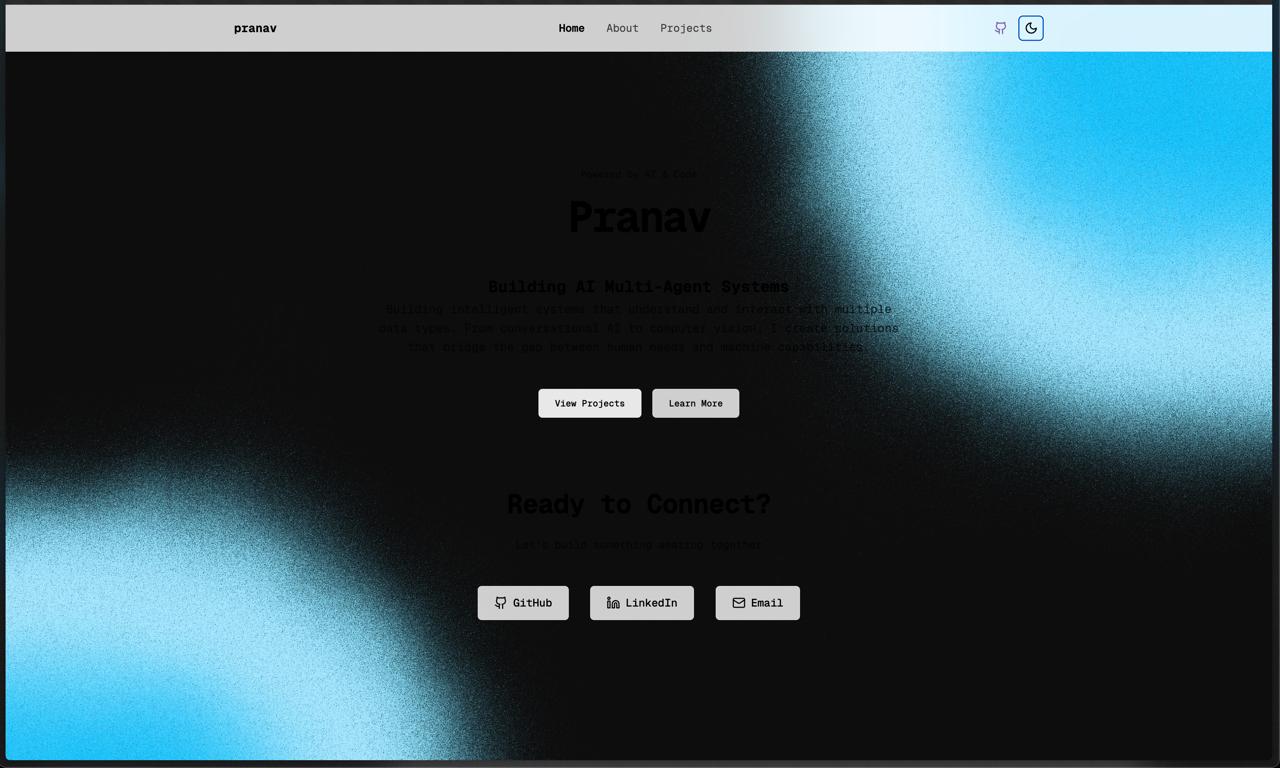 pranav
Home About Projects
Powered by AI & Code
Pranav
Building AI Multi-Agent Systems
Building intelligent systems that understand and interact with multiple
data types. From conversational AI to computer vision, I create solutions
that bridge the gap between human needs and machine capabilities.
View Projects Learn More
Ready to Connect?
Let's build something amazing together
GitHub LinkedIn Email